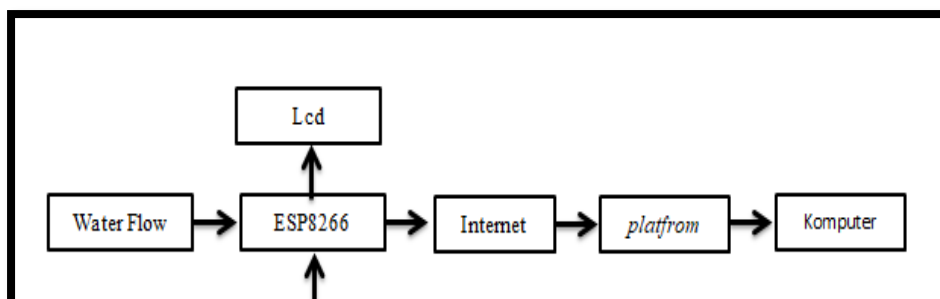 Lcd
Water Flow
ESP8266
Internet
platfrom
Komputer